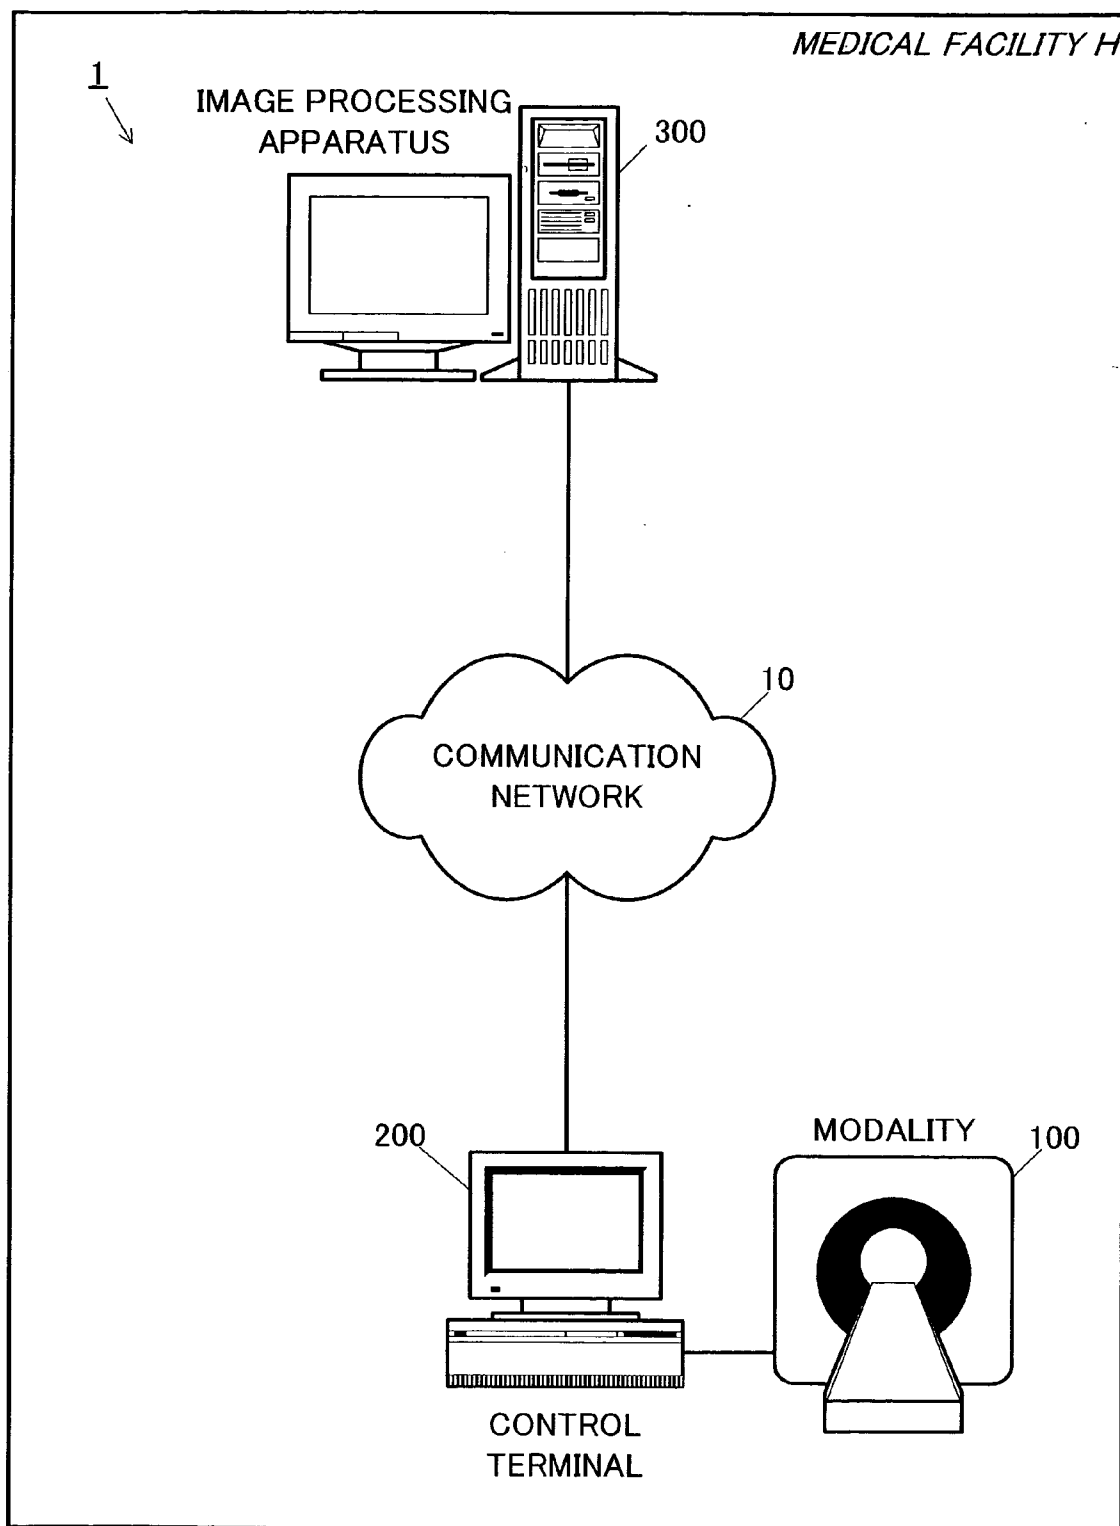 MEDICAL FACILITY H
1
IMAGE PROCESSING
APPARATUS
300
10
COMMUNICATION
NETWORK
200
MODALITY
100
CONTROL
TERMINAL